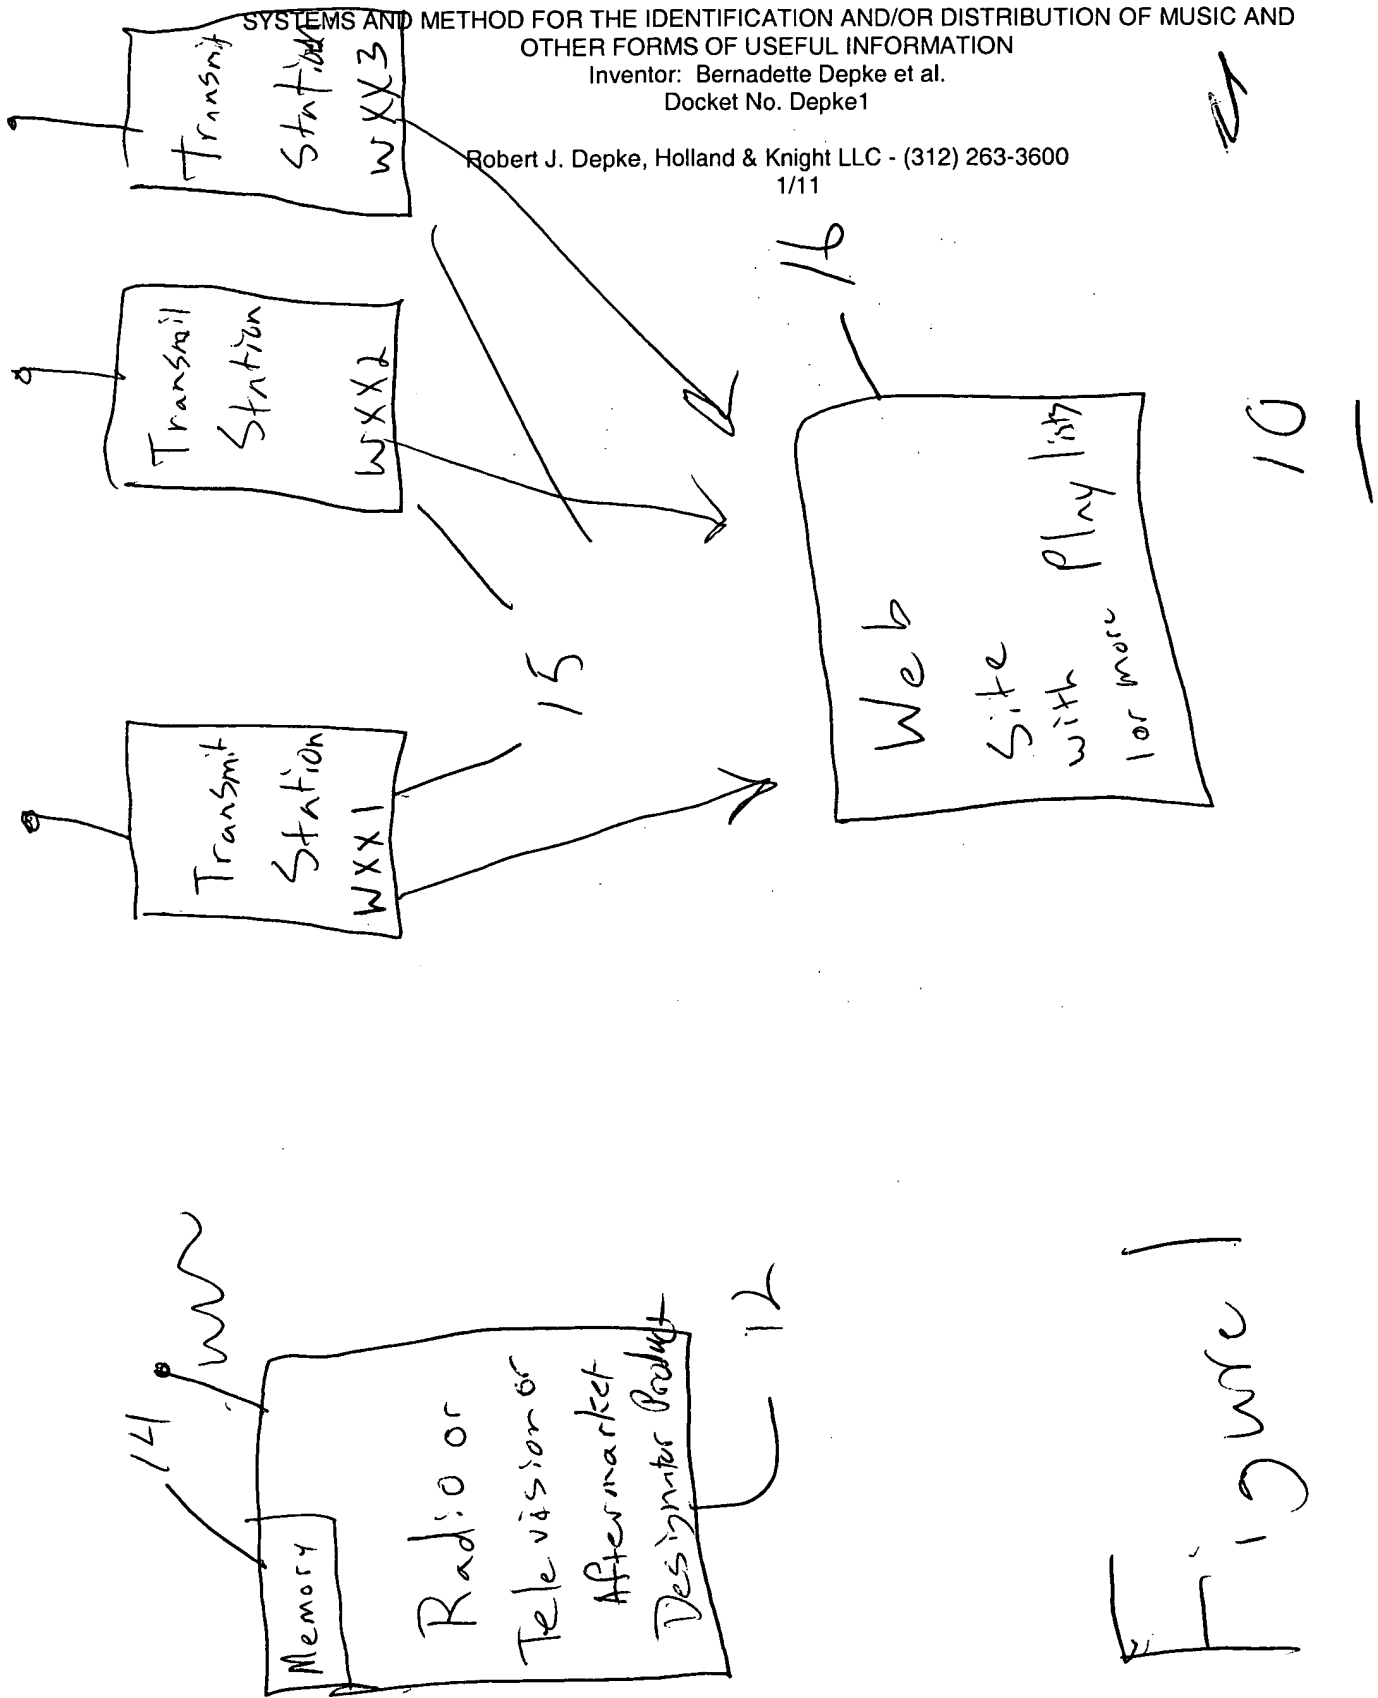 SYSTEMS AND METHOD FOR THE IDENTIFICATION AND/OR DISTRIBUTION OF MUSIC AND
OTHER FORMS OF USEFUL INFORMATION
Inventor: Bernadette Depke et al.
Docket No. Depke1
Robert J. Depke, Holland & Knight LLC - (312) 263-3600
1/11
14
Memory
Radio or
Television or
Aftermarket
Designator Product
12
Transmit
Station
WXX1
Transmit
Station
WXX2
Transmit
Station
WXX3
15
16
Web
Site
with Play lists
1 or more
10
Figure 1